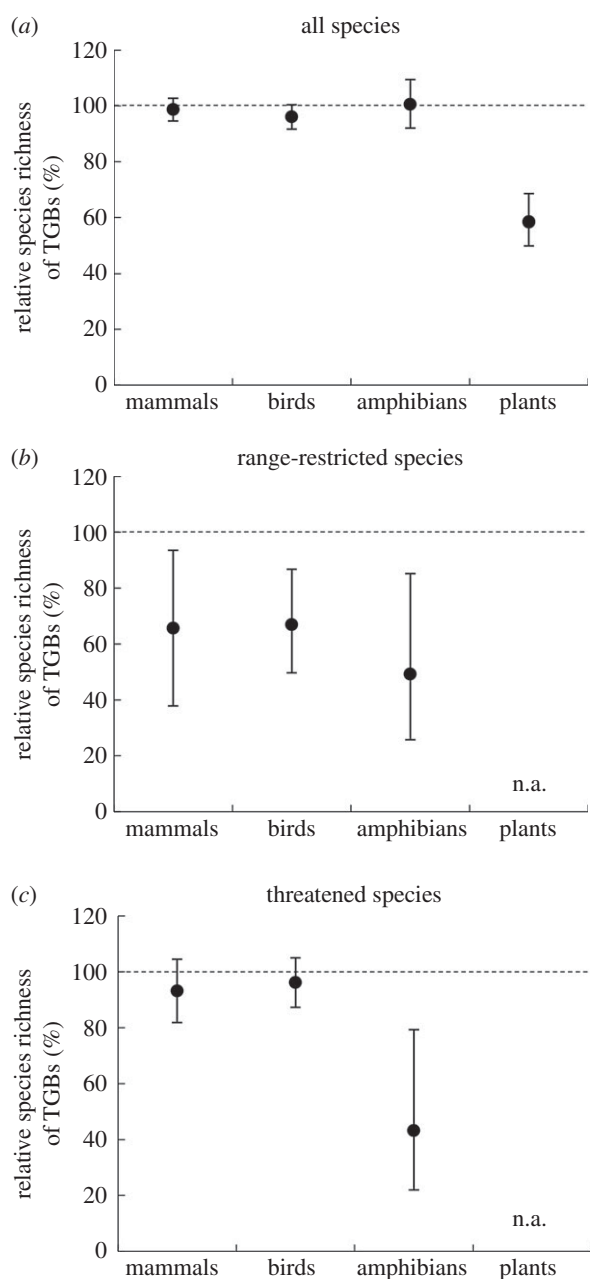 (a) all species
relative species richness
of TGBs (%)
120
100
80
60
40
20
0
mammals birds amphibians plants
(b) range-restricted species
relative species richness
of TGBs (%)
120
100
80
60
40
20
0
n.a.
mammals birds amphibians plants
(c) threatened species
relative species richness
of TGBs (%)
120
100
80
60
40
20
0
n.a.
mammals birds amphibians plants